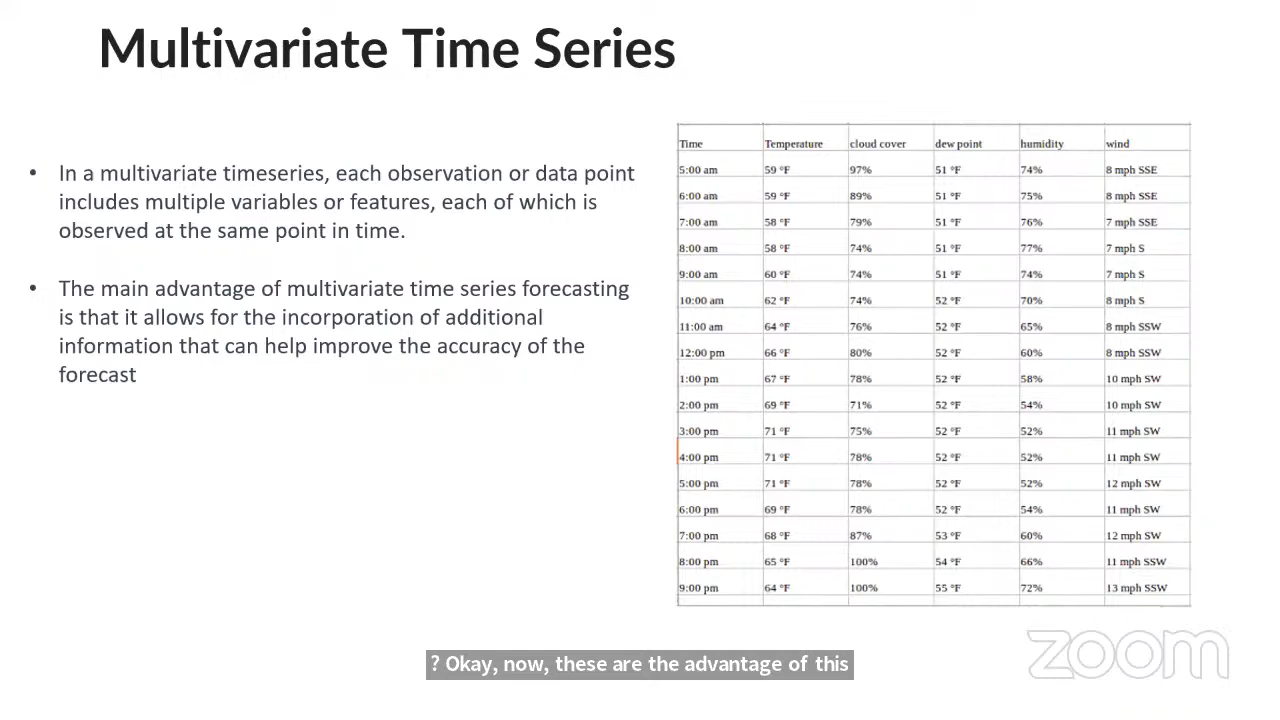 Multivariate Time Series
• In a multivariate timeseries, each observation or data point
includes multiple variables or features, each of which is
observed at the same point in time.
• The main advantage of multivariate time series forecasting
is that it allows for the incorporation of additional
information that can help improve the accuracy of the
forecast
Time Temperature cloud cover dew point humidity wind
5:00 am 59 °F 97% 51 °F 74% 8 mph SSE
6:00 am 59 °F 89% 51 °F 75% 8 mph SSE
7:00 am 58 °F 79% 51 °F 76% 7 mph SSE
8:00 am 58 °F 74% 51 °F 77% 7 mph S
9:00 am 60 °F 74% 51 °F 74% 7 mph S
10:00 am 62 °F 74% 52 °F 70% 8 mph S
11:00 am 64 °F 76% 52 °F 65% 8 mph SSW
12:00 pm 66 °F 80% 52 °F 60% 8 mph SSW
1:00 pm 67 °F 78% 52 °F 58% 10 mph SW
2:00 pm 69 °F 71% 52 °F 54% 10 mph SW
3:00 pm 71 °F 75% 52 °F 52% 11 mph SW
4:00 pm 71 °F 78% 52 °F 52% 11 mph SW
5:00 pm 71 °F 78% 52 °F 52% 12 mph SW
6:00 pm 69 °F 78% 52 °F 54% 11 mph SW
7:00 pm 68 °F 87% 53 °F 60% 12 mph SW
8:00 pm 65 °F 100% 54 °F 66% 11 mph SSW
9:00 pm 64 °F 100% 55 °F 72% 13 mph SSW
? Okay, now, these are the advantage of this
zoom